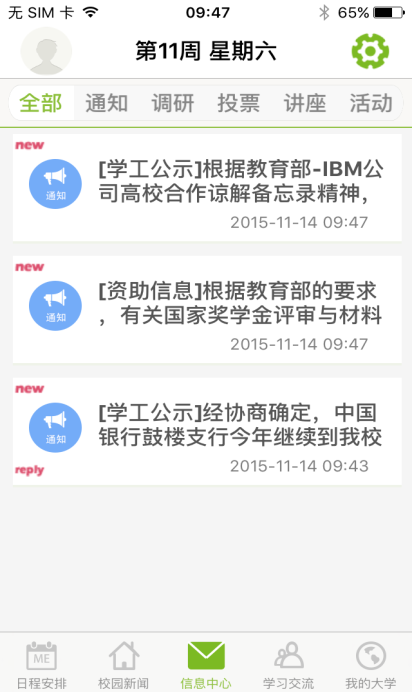 无 SIM 卡 09:47 65%
第11周 星期六
全部 通知 调研 投票 讲座 活动
new
[学工公示]根据教育部-IBM公
司高校合作谅解备忘录精神，
通知
2015-11-14 09:47
new
[资助信息]根据教育部的要求
，有关国家奖学金评审与材料
通知
2015-11-14 09:47
new
[学工公示]经协商确定，中国
银行鼓楼支行今年继续到我校
通知
reply
2015-11-14 09:43
ME
日程安排 校园新闻 信息中心 学习交流 我的大学